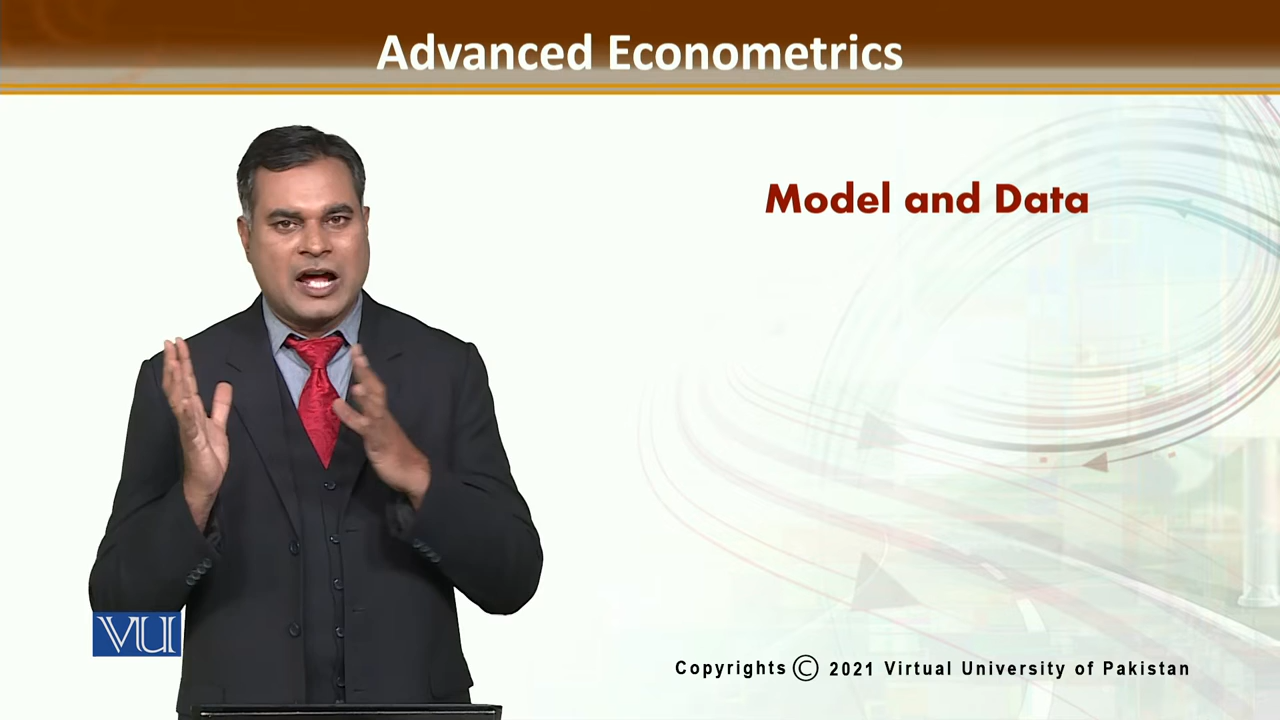 Advanced Econometrics
Model and Data
VU
Copyrights © 2021 Virtual University of Pakistan